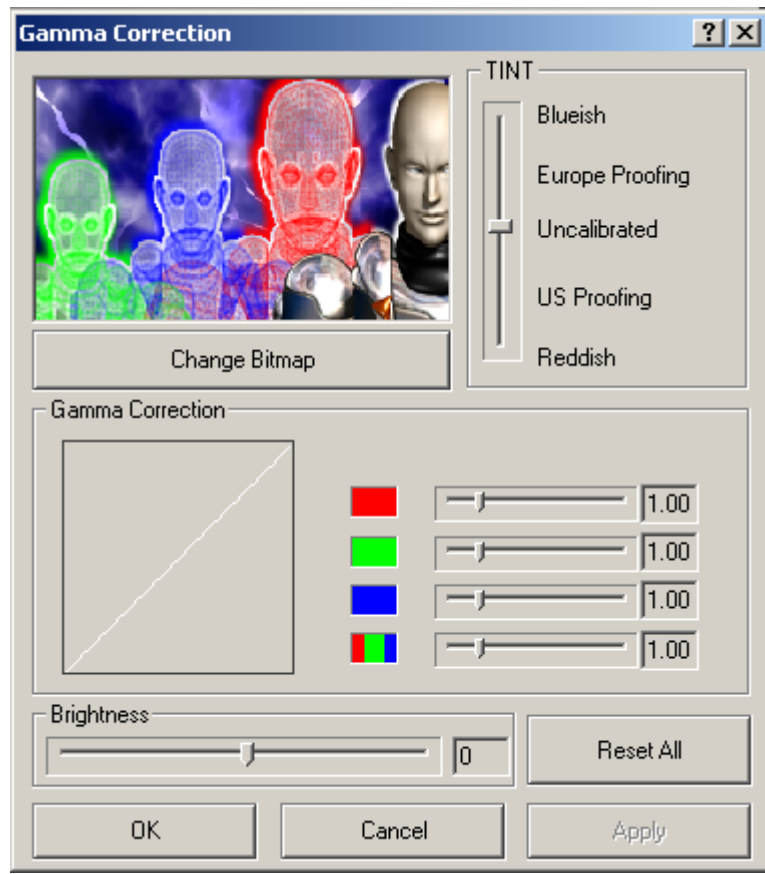 Gamma Correction
TINT
Blueish
Europe Proofing
Uncalibrated
US Proofing
Reddish
Change Bitmap
Gamma Correction
1.00
1.00
1.00
1.00
Brightness
0
Reset All
OK
Cancel
Apply